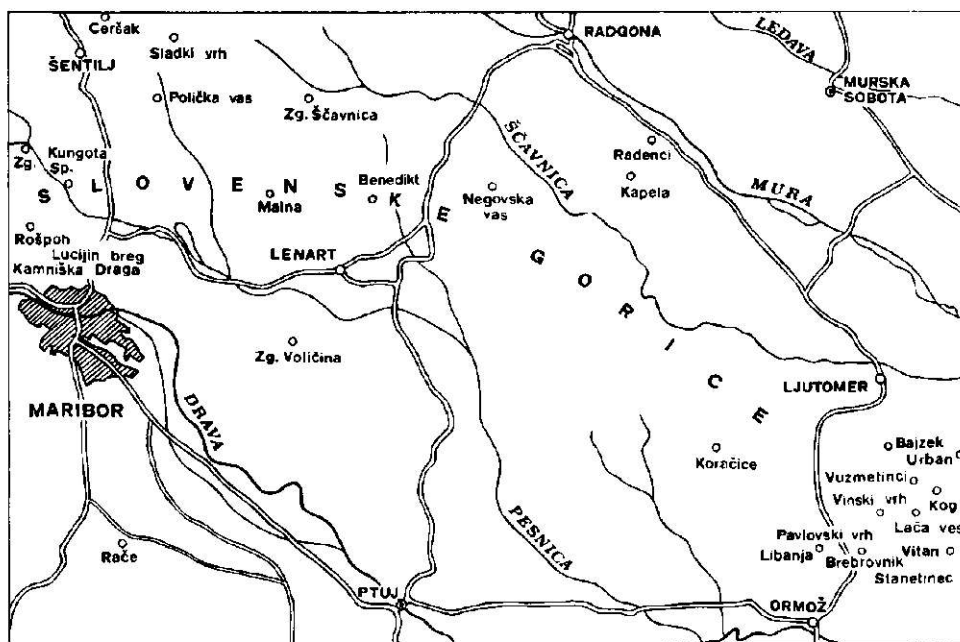 Ceršak
Sladki vrh
ŠENTILJ
RADGONA
LEDAVA
MURSKA
SOBOTA
Polička vas
Zg. Ščavnica
ŠČAVNICA
Radenci
Kapela
MURA
Zg.
Kungota
Sp.
SLOVENSKE
Malna
Benedikt
Negovska
vas
Rošpoh
Lucijin breg
Kamniška Draga
LENART
GORICE
Zg. Voličina
MARIBOR
DRAVA
LJUTOMER
Koračice
Bajzek
Urban
Vuzmetinci
Vinski vrh
Kog
Lača ves
Pavlovski vrh
Libanja
Brebrovnik
Vitan
Stanetinec
PESNICA
Rače
PTUJ
ORMOŽ